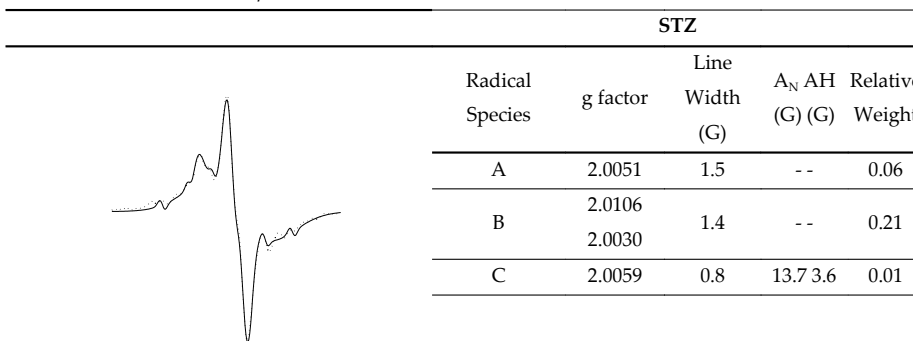 STZ
Radical Species g factor Line Width (G) A_N AH (G) (G) Relative Weight
A 2.0051 1.5 - - 0.06
B 2.0106 2.0030 1.4 - - 0.21
C 2.0059 0.8 13.7 3.6 0.01